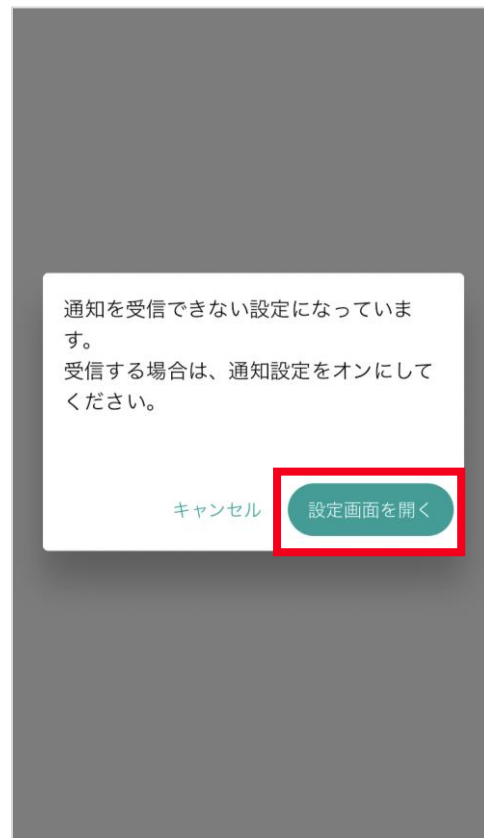 通知を受信できない設定になっていま
す。
受信する場合は、通知設定をオンにして
ください。
キャンセル
設定画面を開く